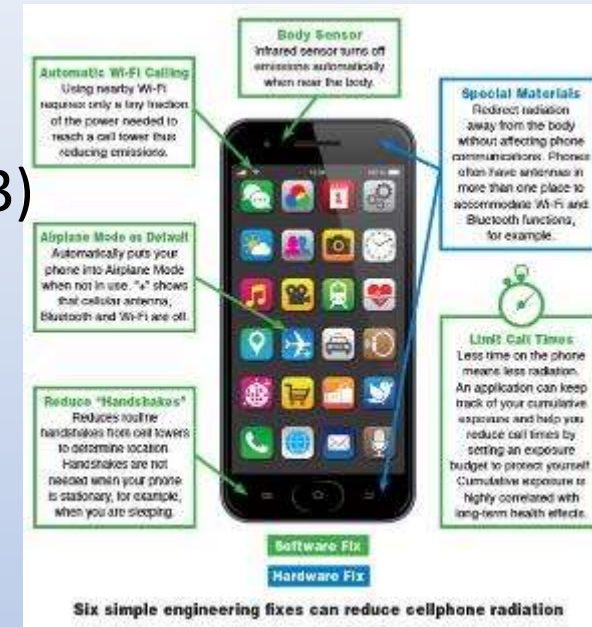 3)
Body Sensor
Infrared sensor turns off
emissions automatically
when near the body.
Automatic Wi-Fi Calling
Using nearby Wi-Fi
requires only a tiny fraction
of the power needed to
reach a cell tower thus
reducing emissions.
Special Materials
Redirect radiation
away from the body
without affecting phone
communications. Phones
often have antennas in
more than one place to
accommodate Wi-Fi and
Bluetooth functions,
for example.
Airplane Mode as Default
Automatically puts your
phone into Airplane Mode
when not in use. "+" shows
that cellular antenna,
Bluetooth and Wi-Fi are off.
Limit Call Times
Less time on the phone
means less radiation.
An application can keep
track of your cumulative
exposure and help you
reduce call times by
setting an exposure
budget to protect yourself.
Cumulative exposure is
highly correlated with
long-term health effects.
Reduce "Handshakes"
Reduces routine
handshakes from cell towers
to determine location.
Handshakes are not
needed when your phone
is stationary, for example,
when you are sleeping.
Software Fix
Hardware Fix
Six simple engineering fixes can reduce cellphone radiation